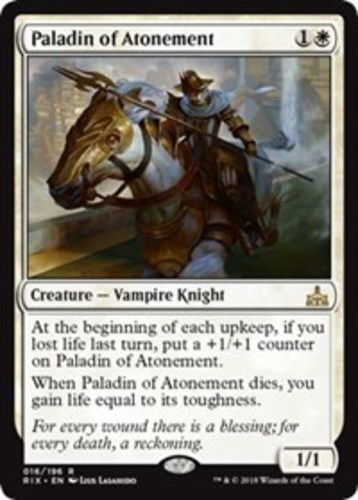 Paladin of Atonement 1
Creature — Vampire Knight
At the beginning of each upkeep, if you
lost life last turn, put a +1/+1 counter
on Paladin of Atonement.
When Paladin of Atonement dies, you
gain life equal to its toughness.
For every wound there is a blessing; for
every death, a reckoning.
1/1
016/196 R
RIX • EN LIUS LASAHIDO
™ & © 2018 Wizards of the Coast